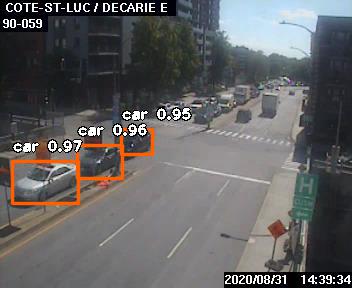 COTE-ST-LUC / DECARIE E
90-059
car 0.95
car 0.96
car 0.97
H
CUSM
2020/08/31 14:39:34